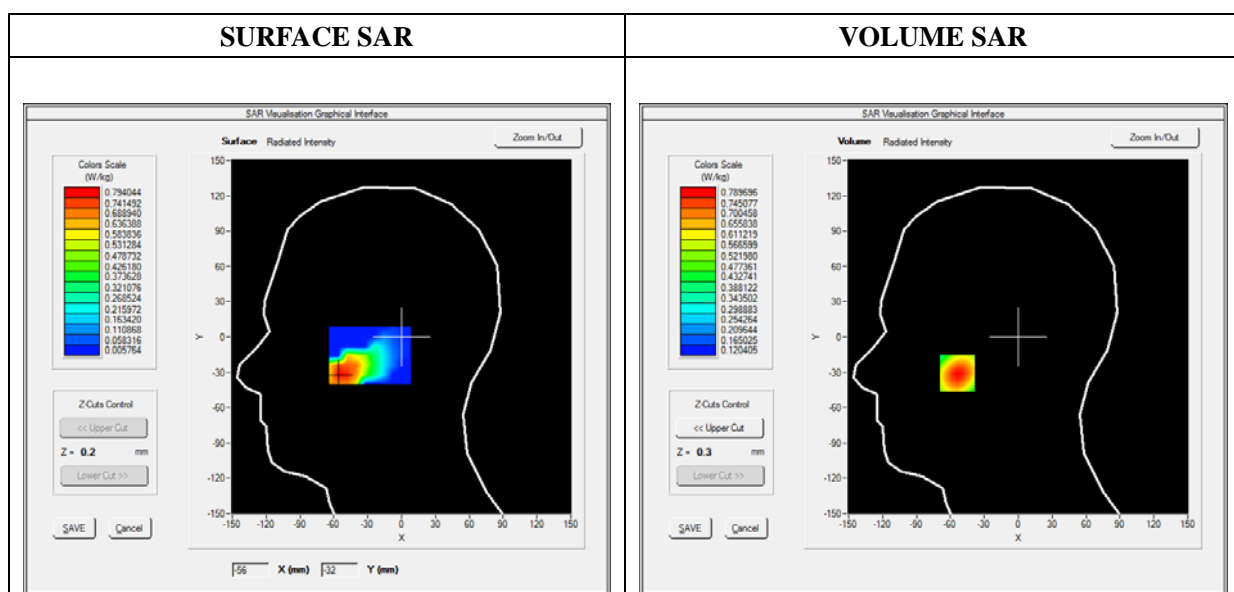 SURFACE SAR
VOLUME SAR
SAR Visualisation Graphical Interface
Surface Radiated Intensity
Zoom In/Out
Colors Scale
(W/kg)
0.794044
0.741492
0.688940
0.636388
0.583836
0.531284
0.478732
0.426180
0.373628
0.321076
0.268524
0.215972
0.163420
0.110868
0.058316
0.005764
150
120
90
60
30
0
-30
-60
-90
-120
-150
Y
-150 -120 -90 -60 -30 0 30 60 90 120 150
X
Z-Cuts Control
<< Upper Cut
Z = 0.2 mm
Lower Cut >>
SAVE Cancel
-56 X (mm) -32 Y (mm)
SAR Visualisation Graphical Interface
Volume Radiated Intensity
Zoom In/Out
Colors Scale
(W/kg)
0.789696
0.745077
0.700458
0.655838
0.611219
0.566599
0.521980
0.477361
0.432741
0.388122
0.343502
0.298883
0.254264
0.209644
0.165025
0.120405
150
120
90
60
30
0
-30
-60
-90
-120
-150
Y
-150 -120 -90 -60 -30 0 30 60 90 120 150
X
Z-Cuts Control
<< Upper Cut
Z = 0.3 mm
Lower Cut >>
SAVE Cancel